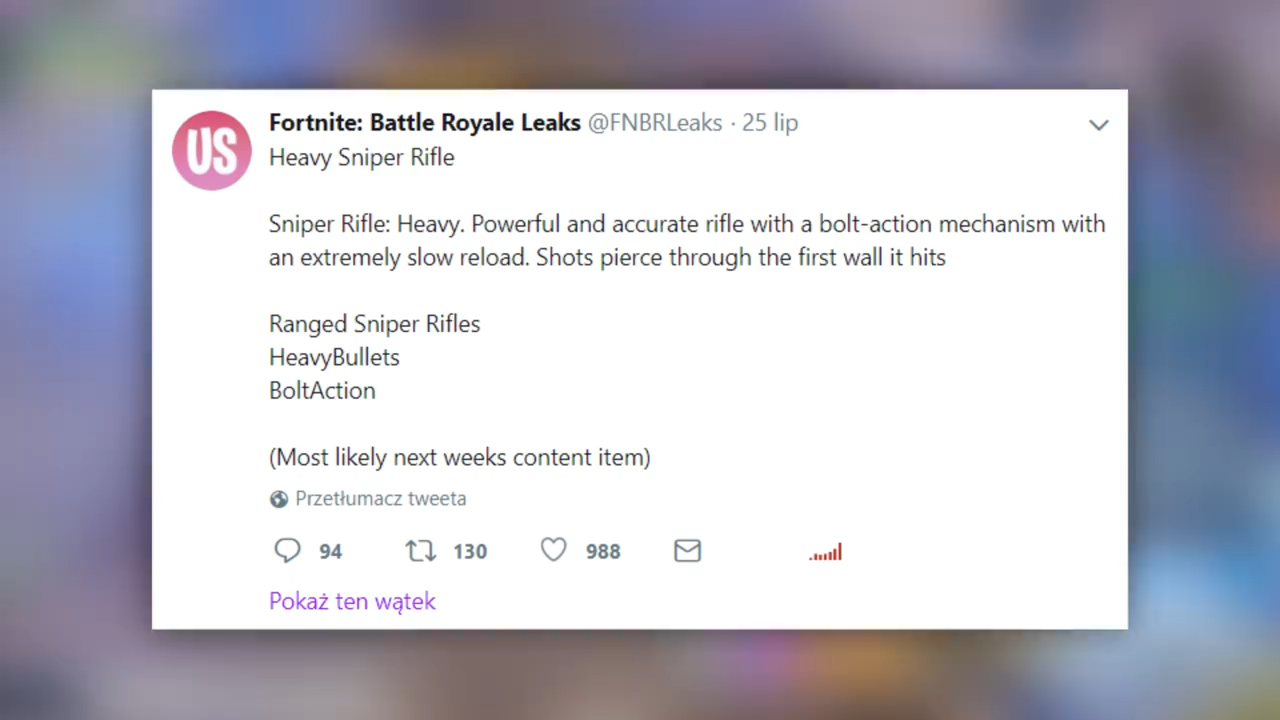 US
Fortnite: Battle Royale Leaks @FNBRLeaks · 25 lip
Heavy Sniper Rifle
Sniper Rifle: Heavy. Powerful and accurate rifle with a bolt-action mechanism with
an extremely slow reload. Shots pierce through the first wall it hits
Ranged Sniper Rifles
HeavyBullets
BoltAction
(Most likely next weeks content item)
Przetłumacz tweeta
94 130 988
Pokaż ten wątek